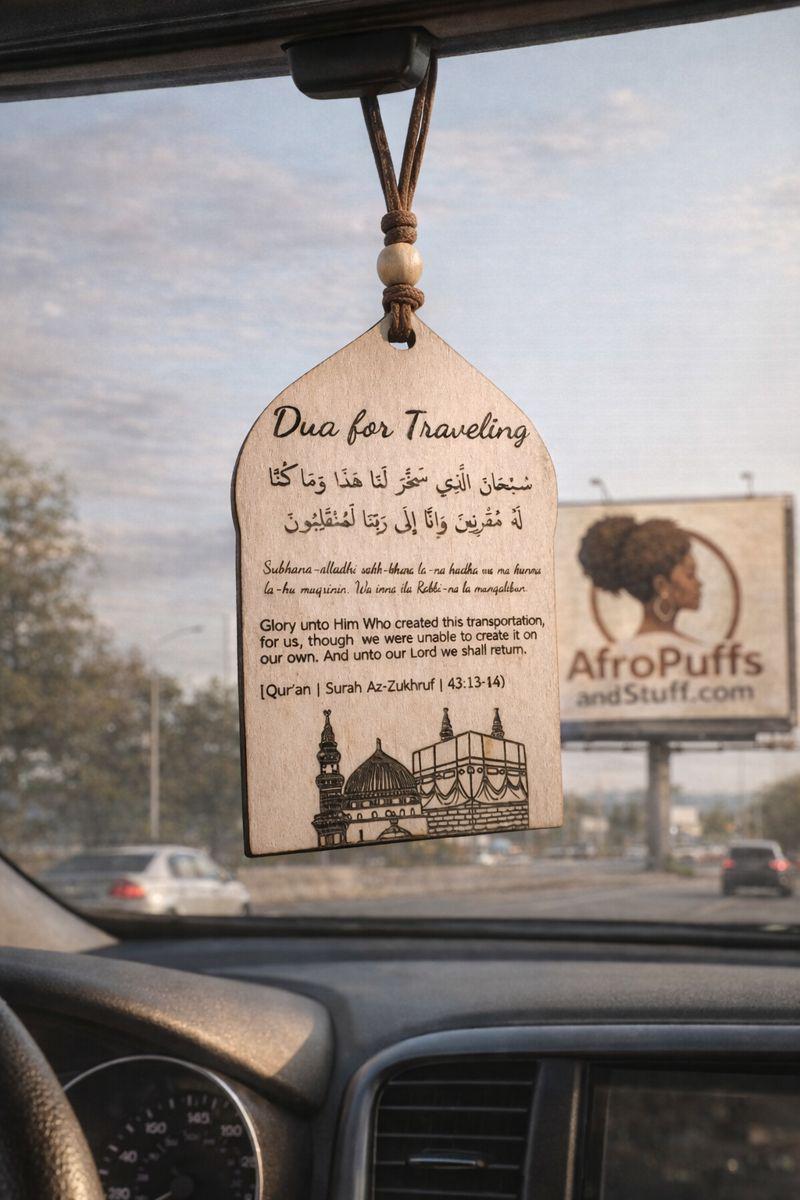 Dua for Traveling
سُبْحَانَ الَّذِي سَخَّرَ لَنَا هَذَا وَمَا كُنَّا
لَهُ مُقْرِنِينَ وَإِنَّا إِلَى رَبِّنَا لَمُنْقَلِبُونَ
Subhana-alladhi sakh-khara la-na hadha wa ma kunna
la-hu muqrinin. Wa inna ila Rabbi-na la manqaliban.
Glory unto Him Who created this transportation,
for us, though we were unable to create it on
our own. And unto our Lord we shall return.
[Qur'an | Surah Az-Zukhruf | 43:13-14)
AfroPuffs
andStuff.com
145